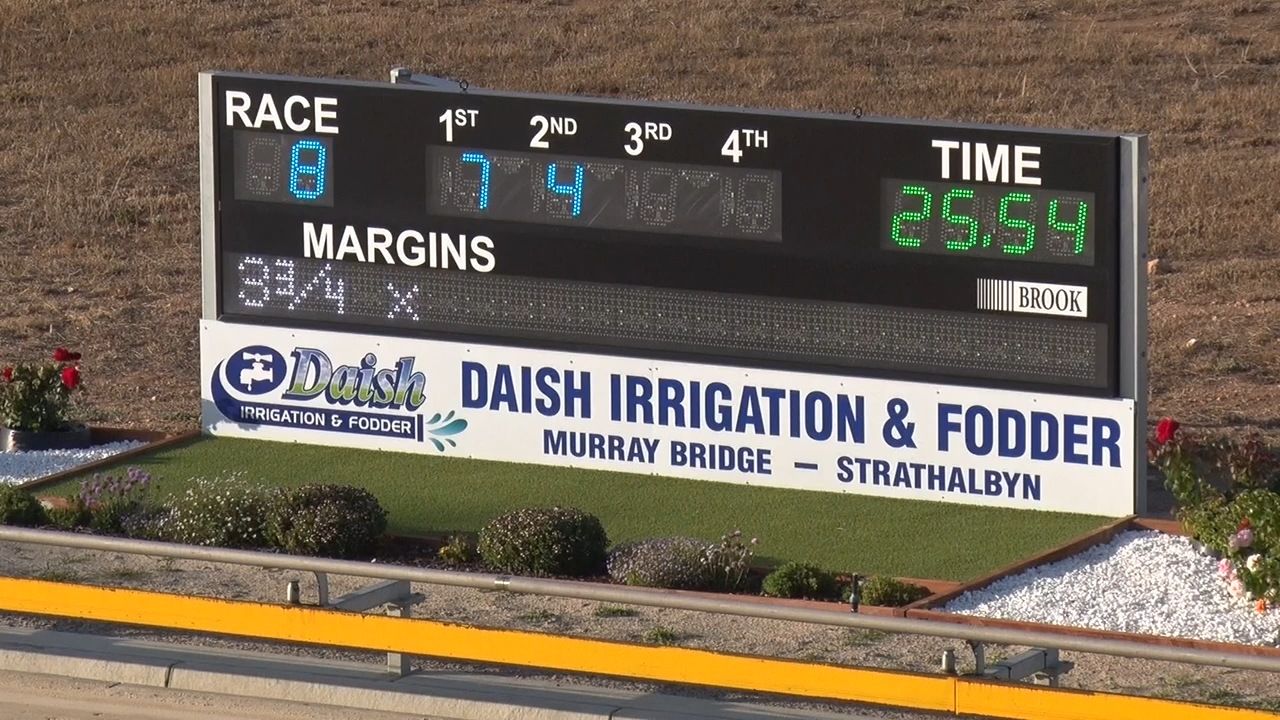 RACE 1ST 2ND 3RD 4TH TIME
8 7 4 25.54
MARGINS
3 3/4 X
BROOK
Daish
IRRIGATION & FODDER
DAISH IRRIGATION & FODDER
MURRAY BRIDGE – STRATHALBYN